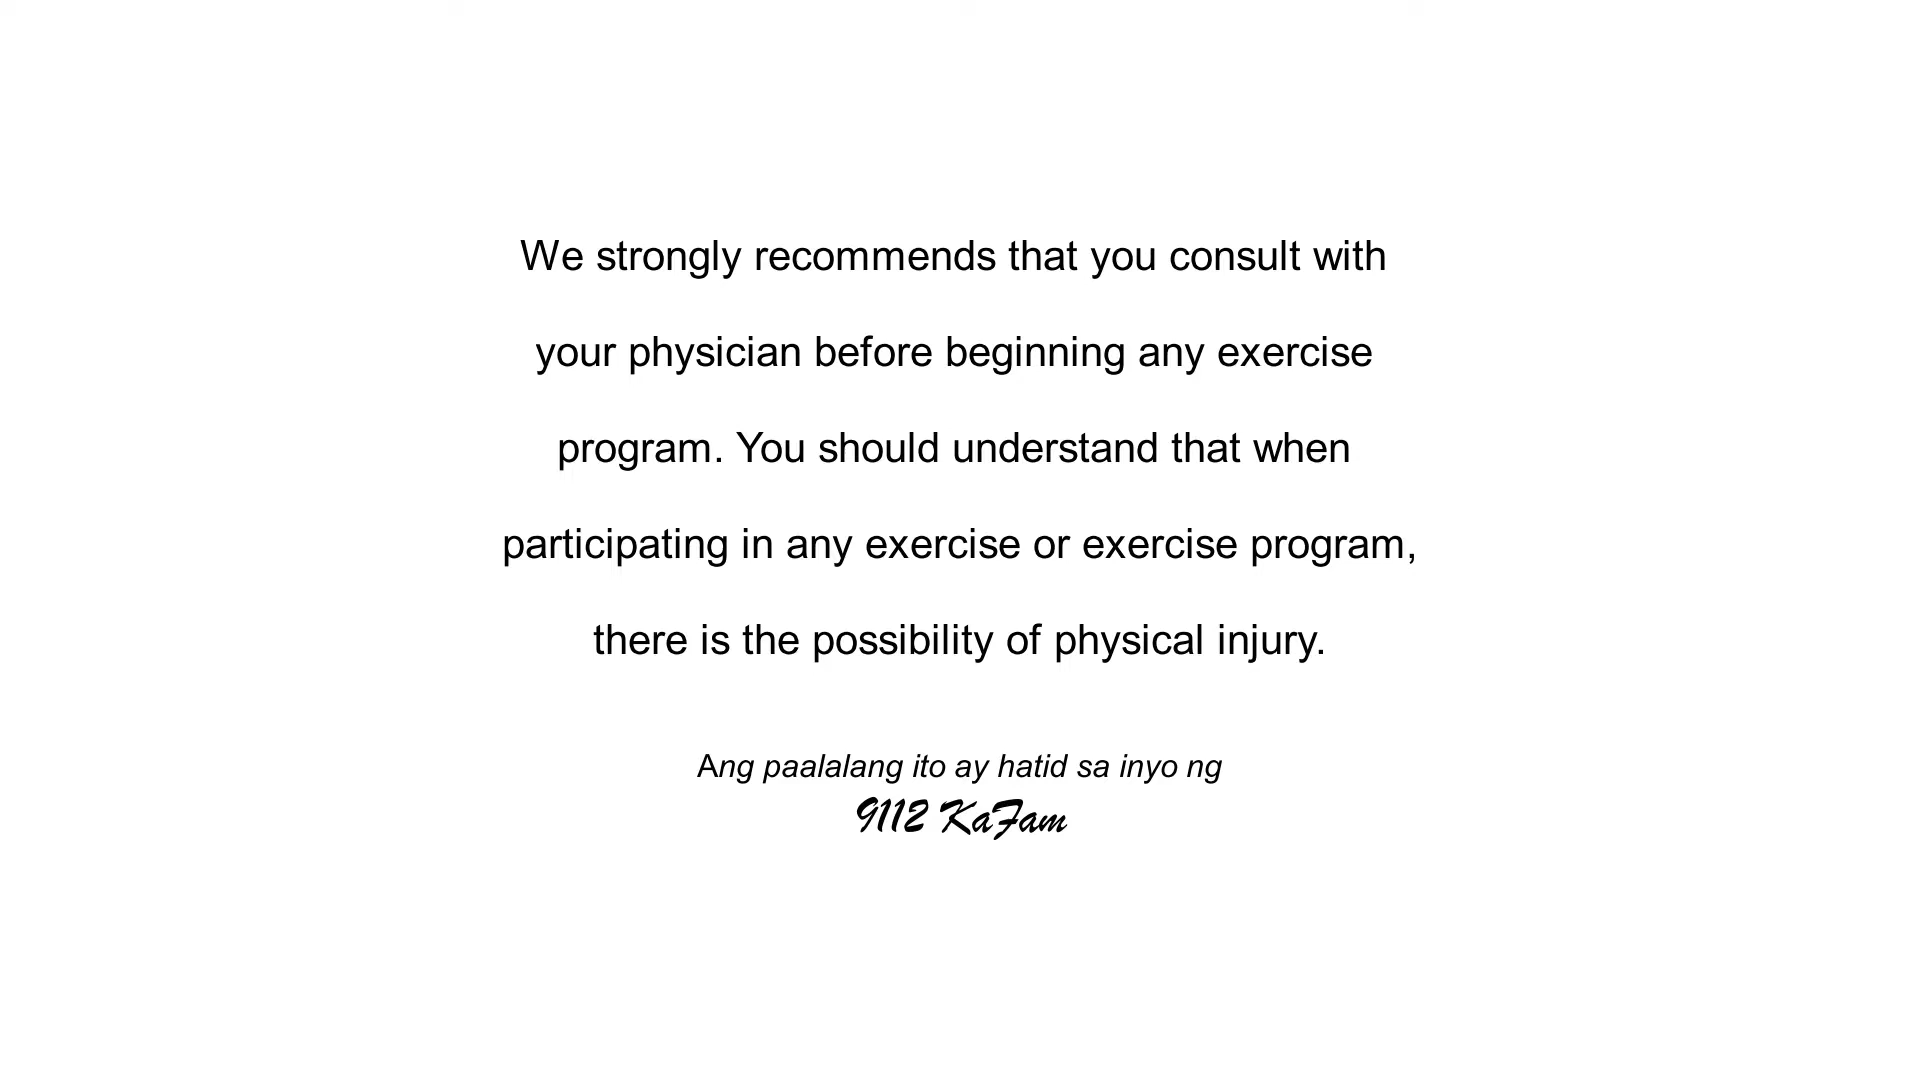 We strongly recommends that you consult with
your physician before beginning any exercise
program. You should understand that when
participating in any exercise or exercise program,
there is the possibility of physical injury.
Ang paalalang ito ay hatid sa inyo ng
9112 KaFam